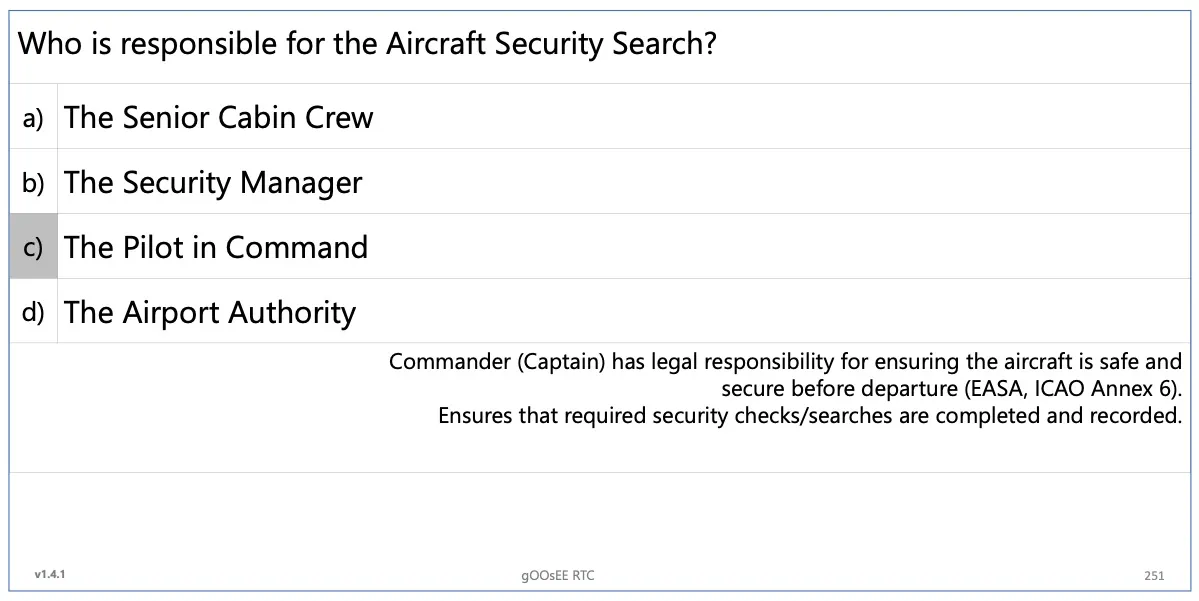 Who is responsible for the Aircraft Security Search?
a) The Senior Cabin Crew
b) The Security Manager
c) The Pilot in Command
d) The Airport Authority
Commander (Captain) has legal responsibility for ensuring the aircraft is safe and
secure before departure (EASA, ICAO Annex 6).
Ensures that required security checks/searches are completed and recorded.
v1.4.1 gOOsEE RTC 251